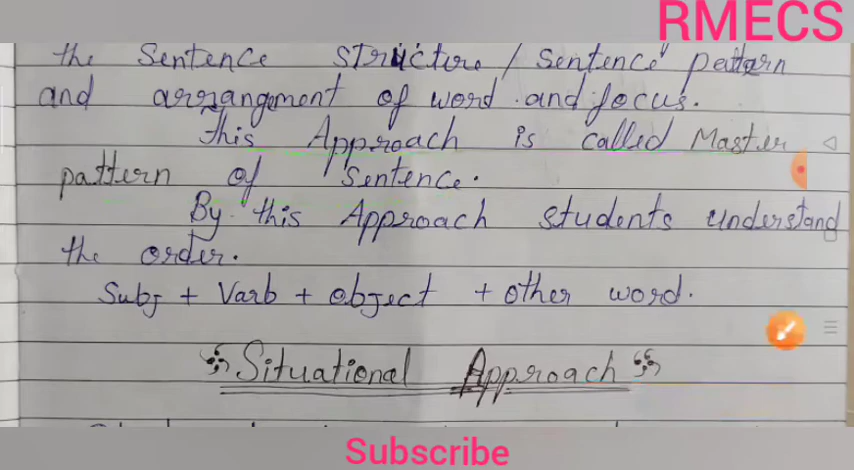 RMECS
the Sentence structure / Sentence pattern
and arrangement of word and focus.
this Approach is called Master
pattern of Sentence.
By this Approach students understand
the order.
Subj + Varb + object + other word.
Situational Approach
Subscribe